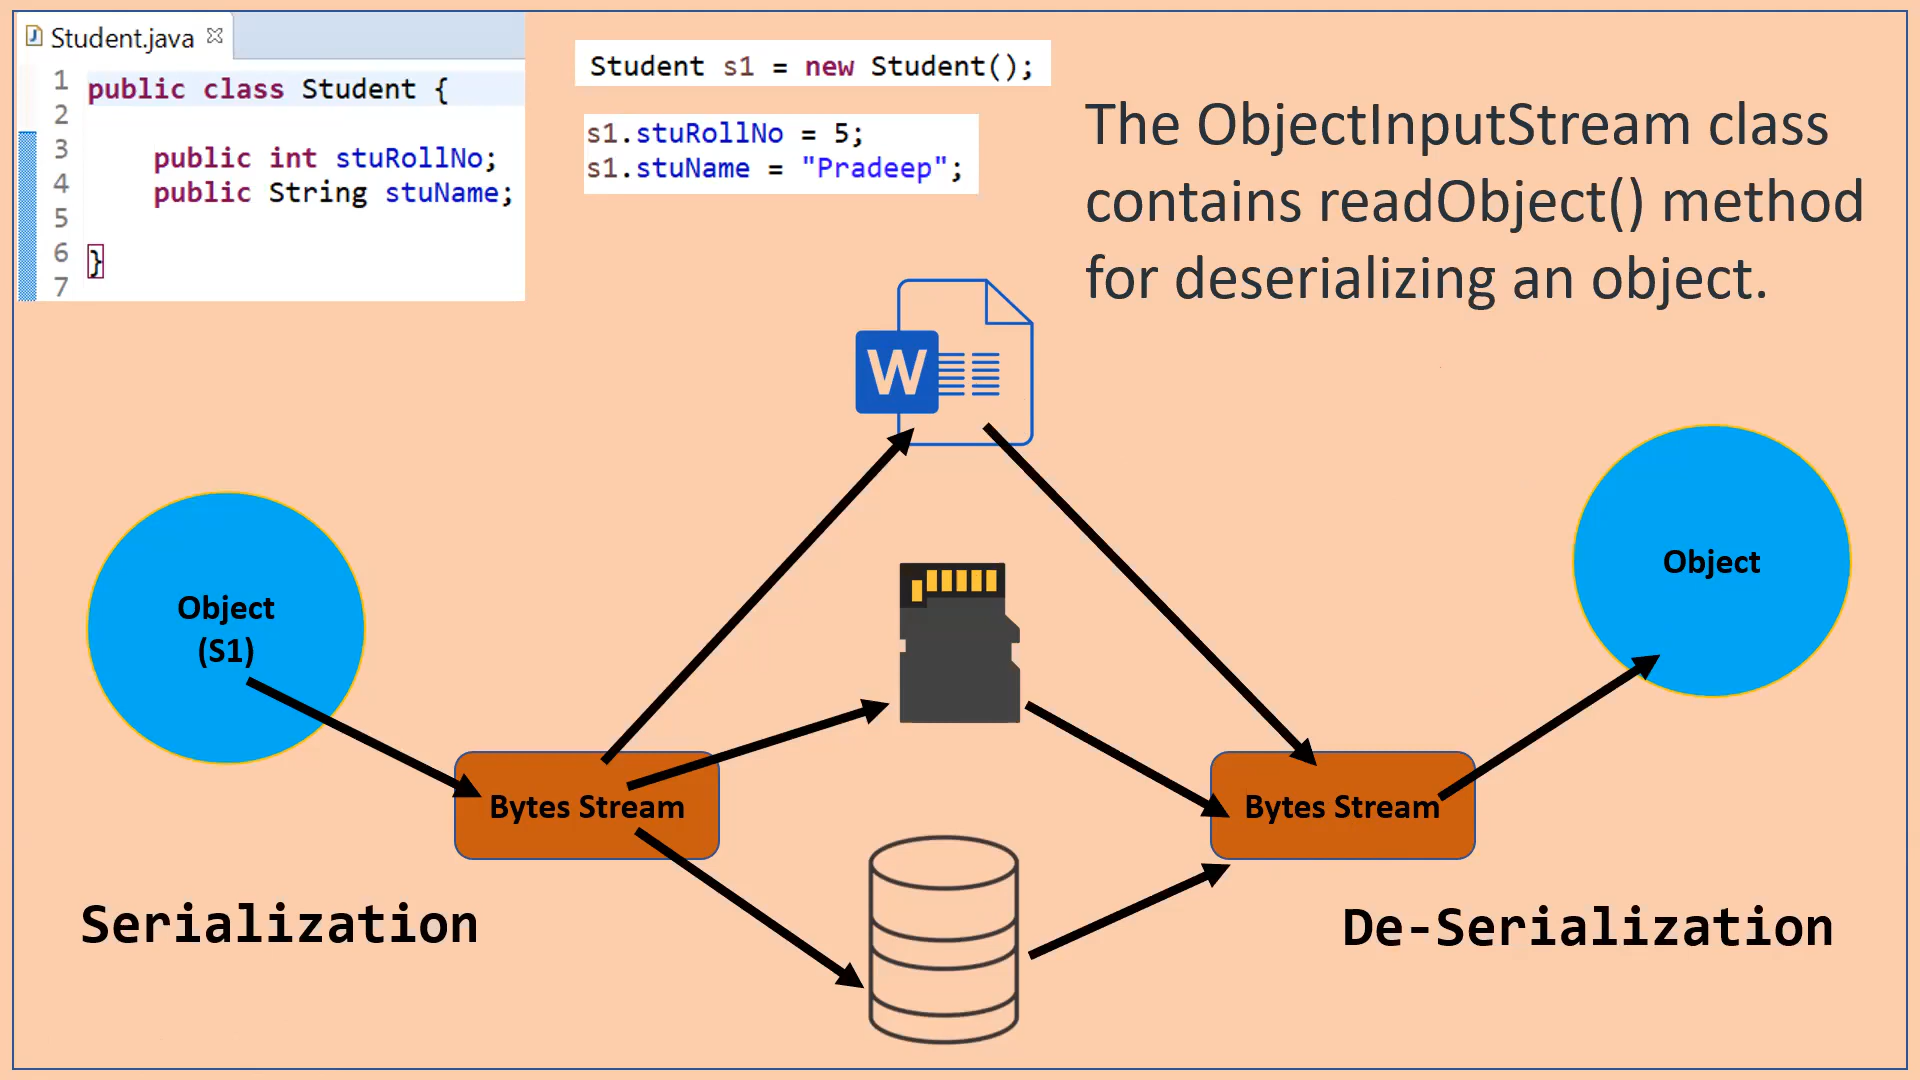 Student.java
1 public class Student {
2
3 public int stuRollNo;
4 public String stuName;
5
6 }
7
Student s1 = new Student();
s1.stuRollNo = 5;
s1.stuName = "Pradeep";
The ObjectInputStream class
contains readObject() method
for deserializing an object.
W
Object
(S1)
Object
Bytes Stream
Bytes Stream
Serialization
De-Serialization